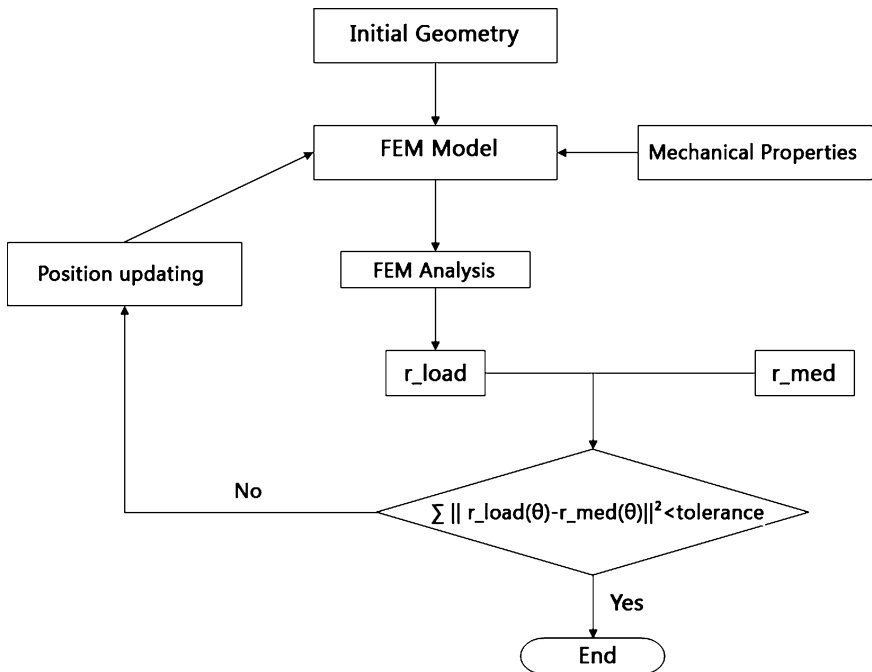 Initial Geometry
FEM Model
Mechanical Properties
Position updating
FEM Analysis
r_load
r_med
No
∑ || r_load(θ)-r_med(θ)||²<tolerance
Yes
End